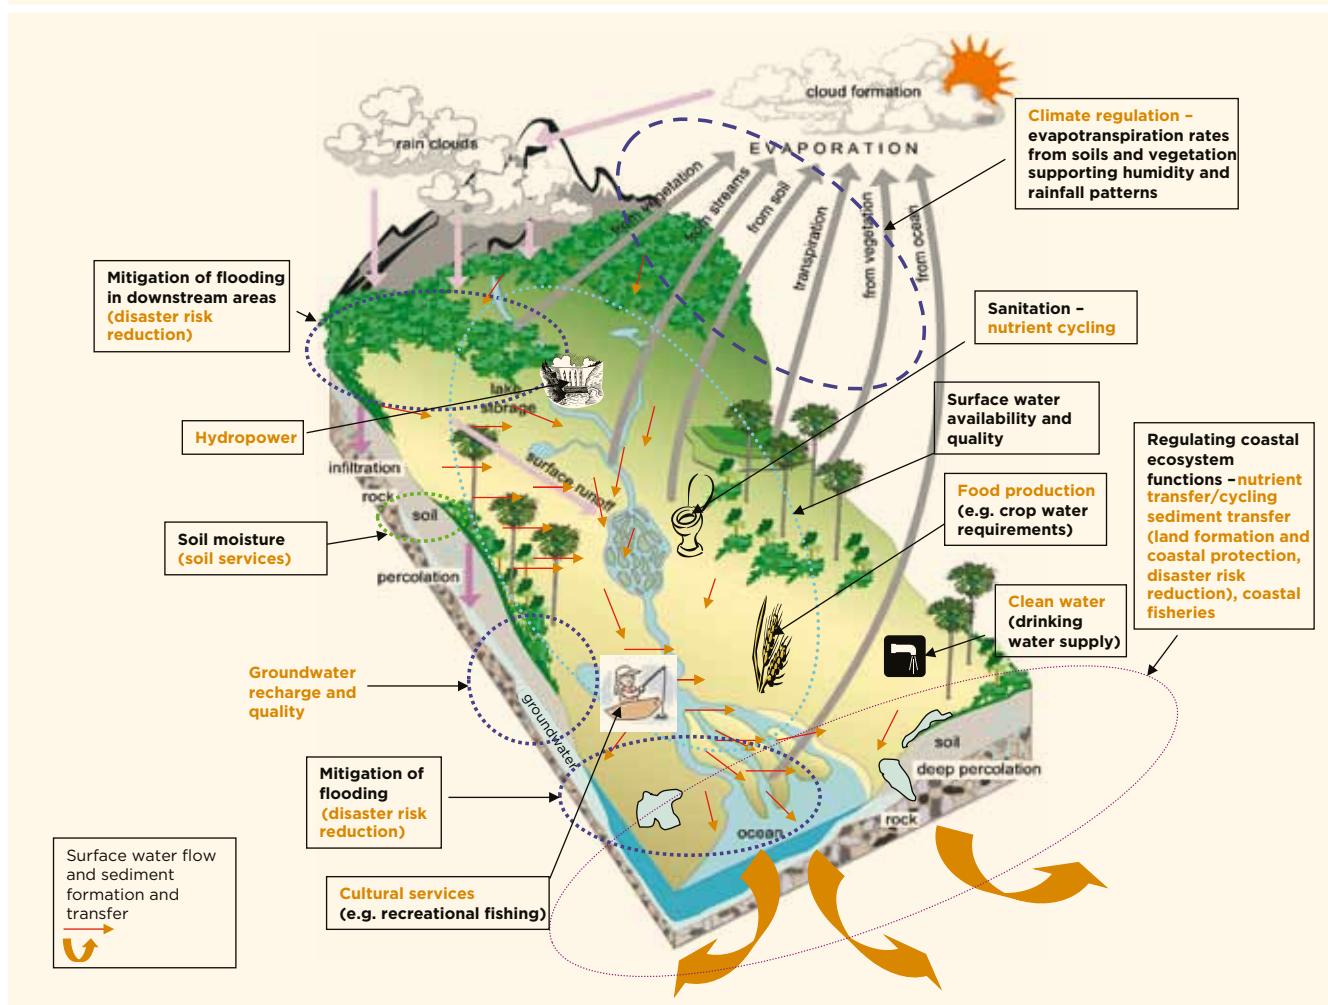 cloud formation
rain clouds
EVAPORATION
from vegetation
from streams
from soil
transpiration
from vegetation
from ocean
Climate regulation –
evapotranspiration rates
from soils and vegetation
supporting humidity and
rainfall patterns
Mitigation of flooding
in downstream areas
(disaster risk
reduction)
Sanitation –
nutrient cycling
lake
storage
Surface water
availability and
quality
Hydropower
surface runoff
infiltration
rock
soil
percolation
Regulating coastal
ecosystem
functions –nutrient
transfer/cycling
sediment transfer
(land formation and
coastal protection,
disaster risk
reduction), coastal
fisheries
Food production
(e.g. crop water
requirements)
Soil moisture
(soil services)
Clean water
(drinking
water supply)
Groundwater
recharge and
quality
groundwater
soil
deep percolation
rock
ocean
Mitigation of
flooding
(disaster risk
reduction)
Cultural services
(e.g. recreational fishing)
Surface water flow
and sediment
formation and
transfer